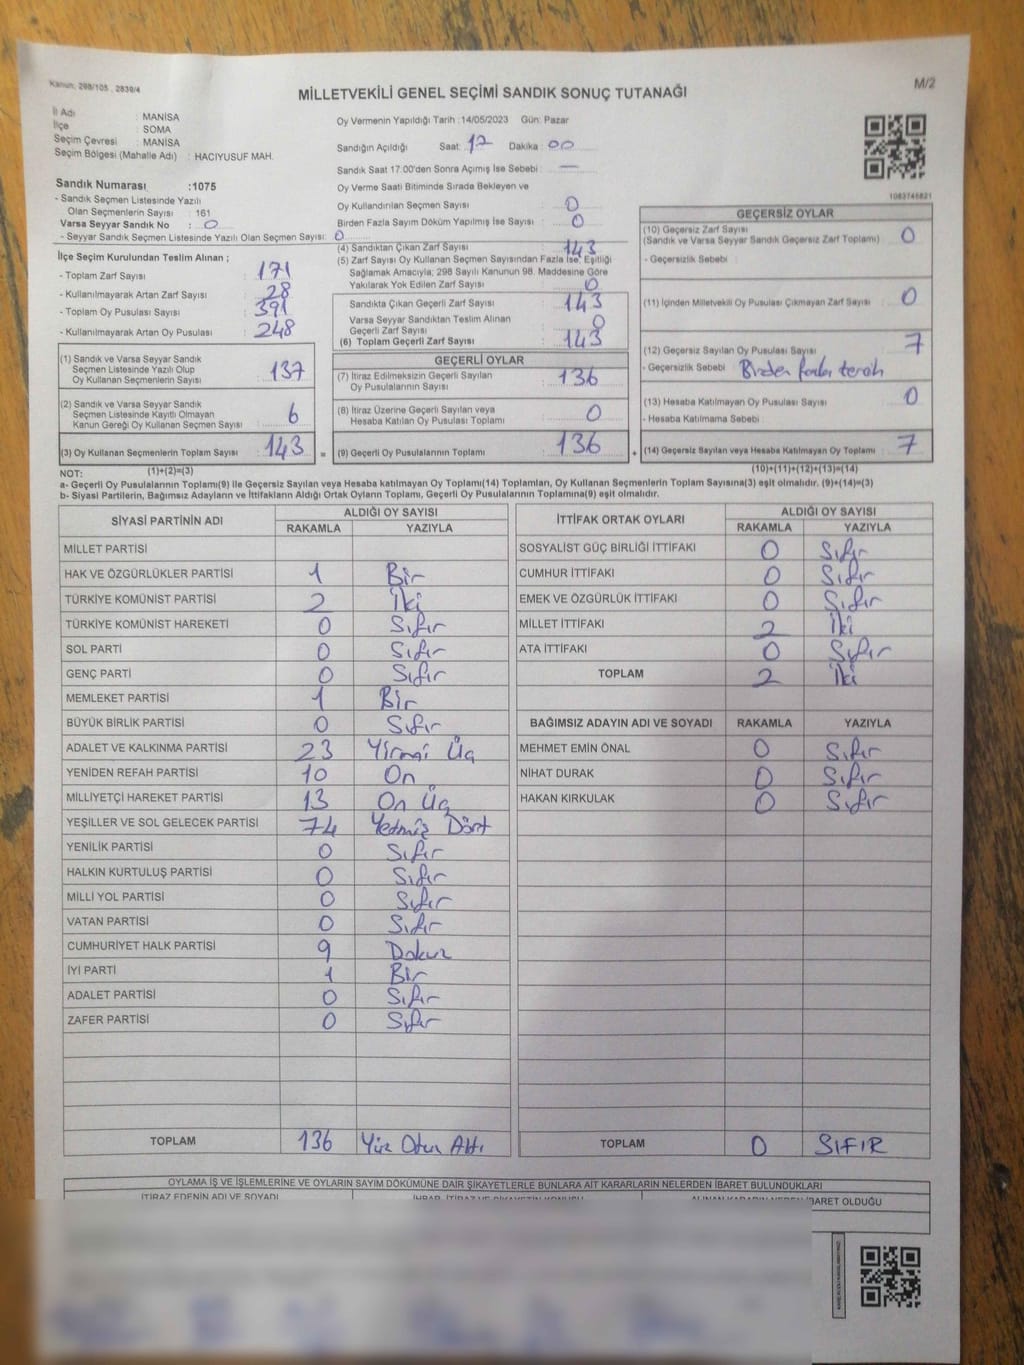 Kanun; 298/105 , 2839/4
M/2
MİLLETVEKİLİ GENEL SEÇİMİ SANDIK SONUÇ TUTANAĞI
İl Adı : MANİSA
İlçe : SOMA
Seçim Çevresi : MANİSA
Seçim Bölgesi (Mahalle Adı) : HACIYUSUF MAH.
Sandık Numarası :1075
- Sandık Seçmen Listesinde Yazılı
Olan Seçmenlerin Sayısı : 161
Varsa Seyyar Sandık No : 0
- Seyyar Sandık Seçmen Listesinde Yazılı Olan Seçmen Sayısı: 0
Oy Vermenin Yapıldığı Tarih :14/05/2023 Gün: Pazar
Sandığın Açıldığı Saat: 17 Dakika : 00
Sandık Saat 17:00'den Sonra Açımış İse Sebebi : —
Oy Verme Saati Bitiminde Sırada Bekleyen ve
Oy Kullandırılan Seçmen Sayısı : 0
Birden Fazla Sayım Döküm Yapılmış İse Sayısı : 0
1083746821
İlçe Seçim Kurulundan Teslim Alınan ;
- Toplam Zarf Sayısı : 171
- Kullanılmayarak Artan Zarf Sayısı : 28
- Toplam Oy Pusulası Sayısı : 391
- Kullanılmayarak Artan Oy Pusulası : 248
(4) Sandıktan Çıkan Zarf Sayısı : 143
(5) Zarf Sayısı Oy Kullanan Seçmen Sayısından Fazla İse, Eşitliği
Sağlamak Amacıyla; 298 Sayılı Kanunun 98. Maddesine Göre
Yakılarak Yok Edilen Zarf Sayısı : 0
Sandıkta Çıkan Geçerli Zarf Sayısı : 143
Varsa Seyyar Sandıktan Teslim Alınan
Geçerli Zarf Sayısı : 0
(6) Toplam Geçerli Zarf Sayısı : 143
GEÇERSİZ OYLAR
(10) Geçersiz Zarf Sayısı
(Sandık ve Varsa Seyyar Sandık Geçersiz Zarf Toplamı) : 0
- Geçersizlik Sebebi :
(11) İçinden Milletvekili Oy Pusulası Çıkmayan Zarf Sayısı : 0
(12) Geçersiz Sayılan Oy Pusulası Sayısı : 7
- Geçersizlik Sebebi : Birden fazla tercih
(13) Hesaba Katılmayan Oy Pusulası Sayısı : 0
- Hesaba Katılmama Sebebi :
(14) Geçersiz Sayılan veya Hesaba Katılmayan Oy Toplamı : 7
(1) Sandık ve Varsa Seyyar Sandık
Seçmen Listesinde Yazılı Olup
Oy Kullanan Seçmenlerin Sayısı : 137
(2) Sandık ve Varsa Seyyar Sandık
Seçmen Listesinde Kayıtlı Olmayan
Kanun Gereği Oy Kullanan Seçmen Sayısı : 6
(3) Oy Kullanan Seçmenlerin Toplam Sayısı : 143 =
GEÇERLİ OYLAR
(7) İtiraz Edilmeksizin Geçerli Sayılan
Oy Pusulalarının Sayısı : 136
(8) İtiraz Üzerine Geçerli Sayılan veya
Hesaba Katılan Oy Pusulası Toplamı : 0
(9) Geçerli Oy Pusulalarının Toplamı : 136 +
NOT: (1)+(2)=(3)
(10)+(11)+(12)+(13)=(14)
a- Geçerli Oy Pusulalarının Toplamı(9) ile Geçersiz Sayılan veya Hesaba Katılmayan Oy Toplamı(14) Toplamları, Oy Kullanan Seçmenlerin Toplam Sayısına(3) eşit olmalıdır. (9)+(14)=(3)
b- Siyasi Partilerin, Bağımsız Adayların ve İttifakların Aldığı Ortak Oyların Toplamı, Geçerli Oy Pusulalarının Toplamına(9) eşit olmalıdır.
SİYASİ PARTİNİN ADI ALDIĞI OY SAYISI
RAKAMLA YAZIYLA
MİLLET PARTİSİ
HAK VE ÖZGÜRLÜKLER PARTİSİ 1 Bir
TÜRKİYE KOMÜNİST PARTİSİ 2 İki
TÜRKİYE KOMÜNİST HAREKETİ 0 Sıfır
SOL PARTİ 0 Sıfır
GENÇ PARTİ 0 Sıfır
MEMLEKET PARTİSİ 1 Bir
BÜYÜK BİRLİK PARTİSİ 0 Sıfır
ADALET VE KALKINMA PARTİSİ 23 Yirmi Üç
YENİDEN REFAH PARTİSİ 10 On
MİLLİYETÇİ HAREKET PARTİSİ 13 On Üç
YEŞİLLER VE SOL GELECEK PARTİSİ 74 Yetmiş Dört
YENİLİK PARTİSİ 0 Sıfır
HALKIN KURTULUŞ PARTİSİ 0 Sıfır
MİLLİ YOL PARTİSİ 0 Sıfır
VATAN PARTİSİ 0 Sıfır
CUMHURİYET HALK PARTİSİ 9 Dokuz
İYİ PARTİ 1 Bir
ADALET PARTİSİ 0 Sıfır
ZAFER PARTİSİ 0 Sıfır
TOPLAM 136 Yüz Otuz Altı
İTTİFAK ORTAK OYLARI ALDIĞI OY SAYISI
RAKAMLA YAZIYLA
SOSYALİST GÜÇ BİRLİĞİ İTTİFAKI 0 Sıfır
CUMHUR İTTİFAKI 0 Sıfır
EMEK VE ÖZGÜRLÜK İTTİFAKI 0 Sıfır
MİLLET İTTİFAKI 2 İki
ATA İTTİFAKI 0 Sıfır
TOPLAM 2 İki
BAĞIMSIZ ADAYIN ADI VE SOYADI RAKAMLA YAZIYLA
MEHMET EMİN ÖNAL 0 Sıfır
NİHAT DURAK 0 Sıfır
HAKAN KIRKULAK 0 Sıfır
TOPLAM 0 SIFIR
OYLAMA İŞ VE İŞLEMLERİNE VE OYLARIN SAYIM DÖKÜMÜNE DAİR ŞİKAYETLERLE BUNLARA AİT KARARLARIN NELERDEN İBARET BULUNDUKLARI
İTİRAZ EDENİN ADI VE SOYADI İHBAR, İTİRAZ VE ŞİKAYETİN KONUSU ALINAN KARARIN NEDEN İBARET OLDUĞU